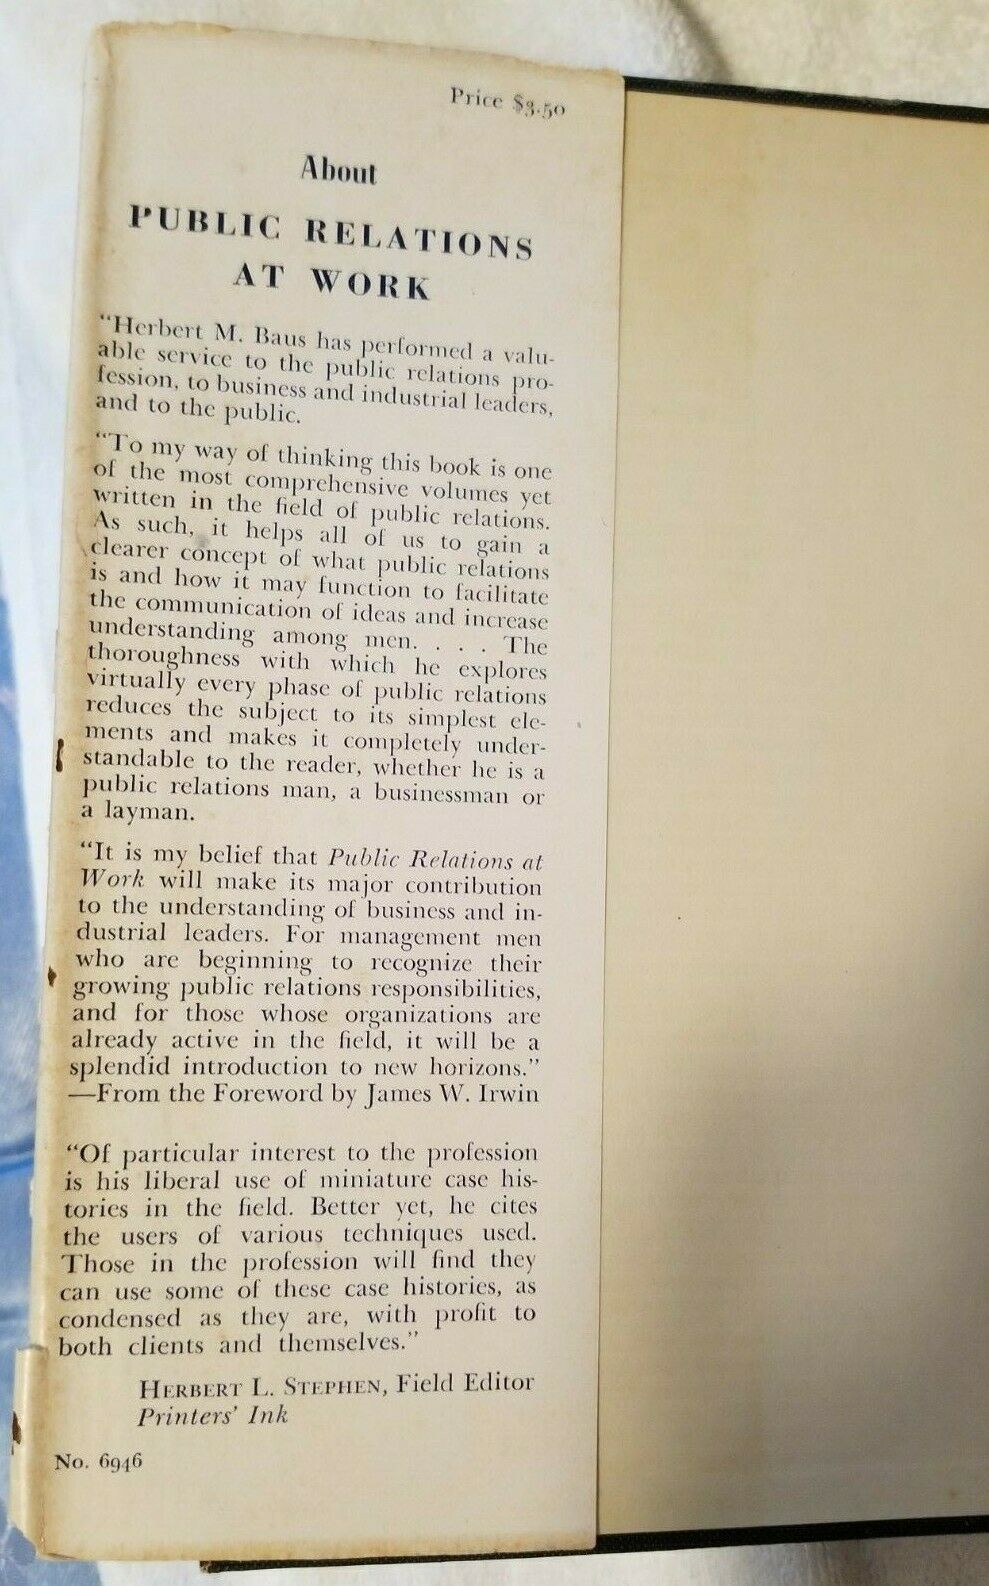 Price $3.50
About
PUBLIC RELATIONS
AT WORK
“Herbert M. Baus has performed a valu-
able service to the public relations pro-
fession, to business and industrial leaders,
and to the public.
“To my way of thinking this book is one
of the most comprehensive volumes yet
written in the field of public relations.
As such, it helps all of us to gain a
clearer concept of what public relations
is and how it may function to facilitate
the communication of ideas and increase
understanding among men. . . . The
thoroughness with which he explores
virtually every phase of public relations
reduces the subject to its simplest ele-
ments and makes it completely under-
standable to the reader, whether he is a
public relations man, a businessman or
a layman.
“It is my belief that Public Relations at
Work will make its major contribution
to the understanding of business and in-
dustrial leaders. For management men
who are beginning to recognize their
growing public relations responsibilities,
and for those whose organizations are
already active in the field, it will be a
splendid introduction to new horizons.”
—From the Foreword by James W. Irwin
“Of particular interest to the profession
is his liberal use of miniature case his-
tories in the field. Better yet, he cites
the users of various techniques used.
Those in the profession will find they
can use some of these case histories, as
condensed as they are, with profit to
both clients and themselves.”
HERBERT L. STEPHEN, Field Editor
Printers’ Ink
No. 6946